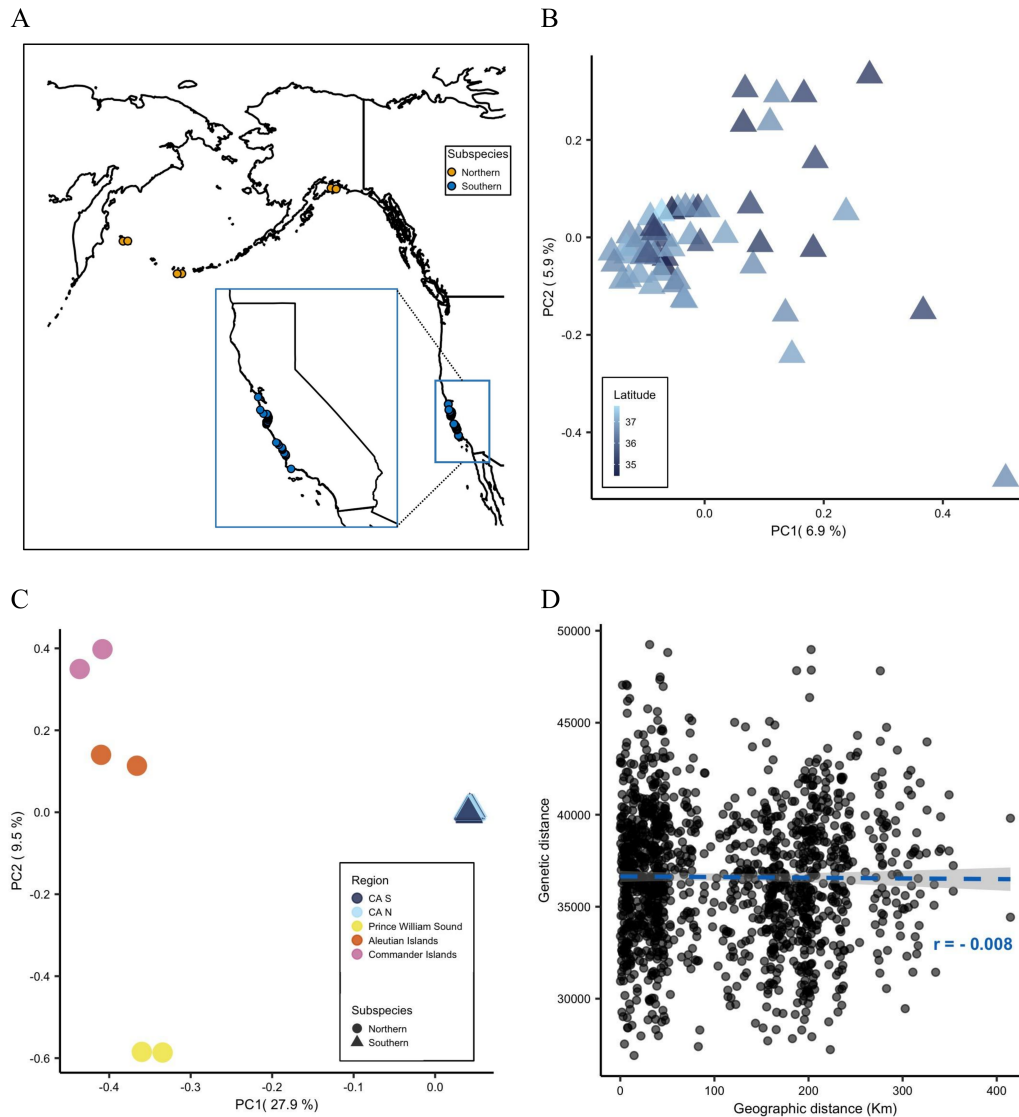 A
Subspecies
Northern
Southern
B
0.2
0.0
-0.2
-0.4
PC2 ( 5.9 %)
Latitude
37
36
35
0.0
0.2
0.4
PC1( 6.9 %)
C
0.4
0.2
0.0
-0.2
-0.4
-0.6
PC2 ( 9.5 %)
Region
CA S
CA N
Prince William Sound
Aleutian Islands
Commander Islands
Subspecies
Northern
Southern
-0.4
-0.3
-0.2
-0.1
0.0
PC1( 27.9 %)
D
50000
45000
40000
35000
30000
Genetic distance
r = - 0.008
0
100
200
300
400
Geographic distance (Km)